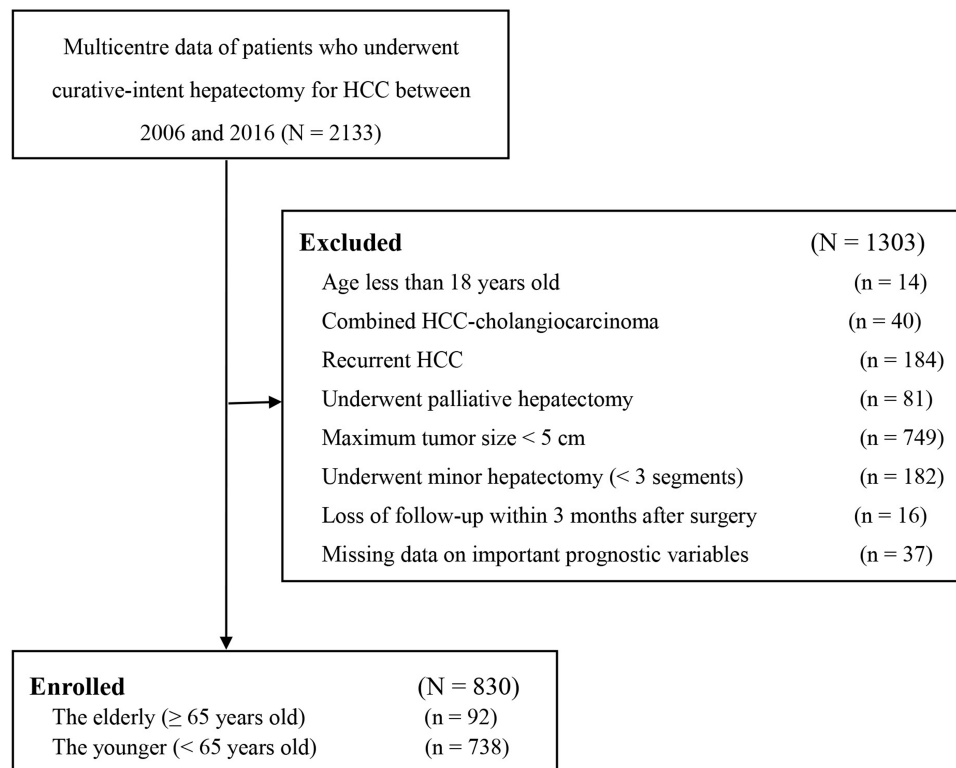 Multicentre data of patients who underwent
curative-intent hepatectomy for HCC between
2006 and 2016 (N = 2133)
Excluded (N = 1303)
Age less than 18 years old (n = 14)
Combined HCC-cholangiocarcinoma (n = 40)
Recurrent HCC (n = 184)
Underwent palliative hepatectomy (n = 81)
Maximum tumor size < 5 cm (n = 749)
Underwent minor hepatectomy (< 3 segments) (n = 182)
Loss of follow-up within 3 months after surgery (n = 16)
Missing data on important prognostic variables (n = 37)
Enrolled (N = 830)
The elderly (≥ 65 years old) (n = 92)
The younger (< 65 years old) (n = 738)